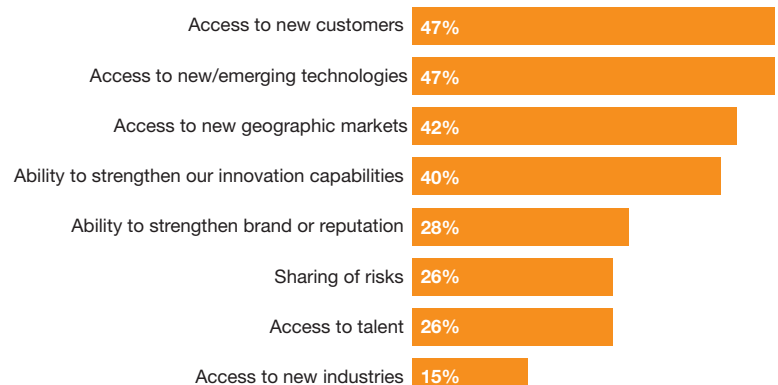 Access to new customers 47%
Access to new/emerging technologies 47%
Access to new geographic markets 42%
Ability to strengthen our innovation capabilities 40%
Ability to strengthen brand or reputation 28%
Sharing of risks 26%
Access to talent 26%
Access to new industries 15%